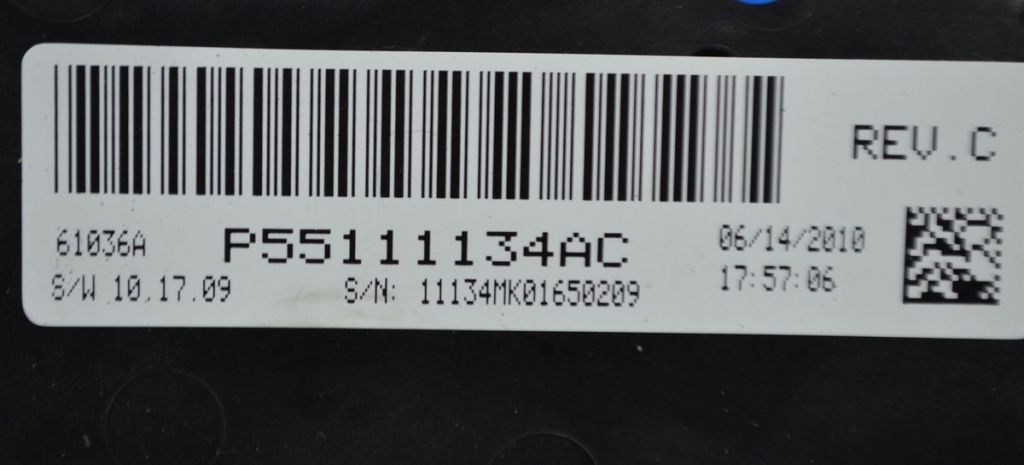 REV.C
61036A P55111134AC 06/14/2010
S/W 10.17.09 S/N: 11134MK01650209 17:57:06